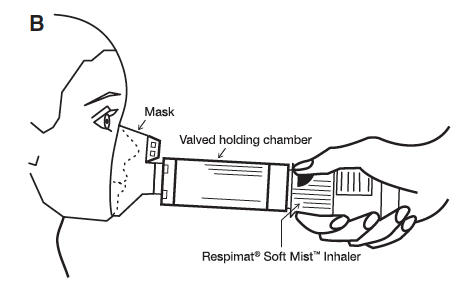 B
Mask
Valved holding chamber
Respimat® Soft Mist™ Inhaler